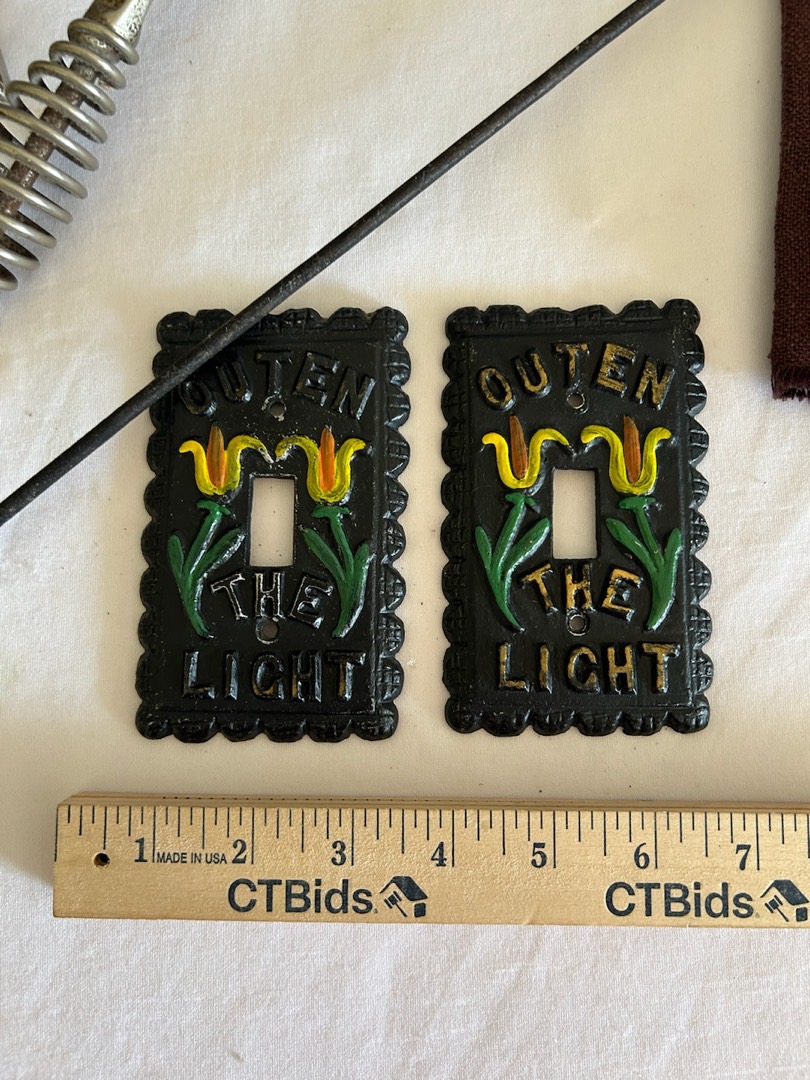 OUTEN
THE
LIGHT
OUTEN
THE
LIGHT
1 MADE IN USA 2 3 4 5 6 7
CTBids. CTBids.